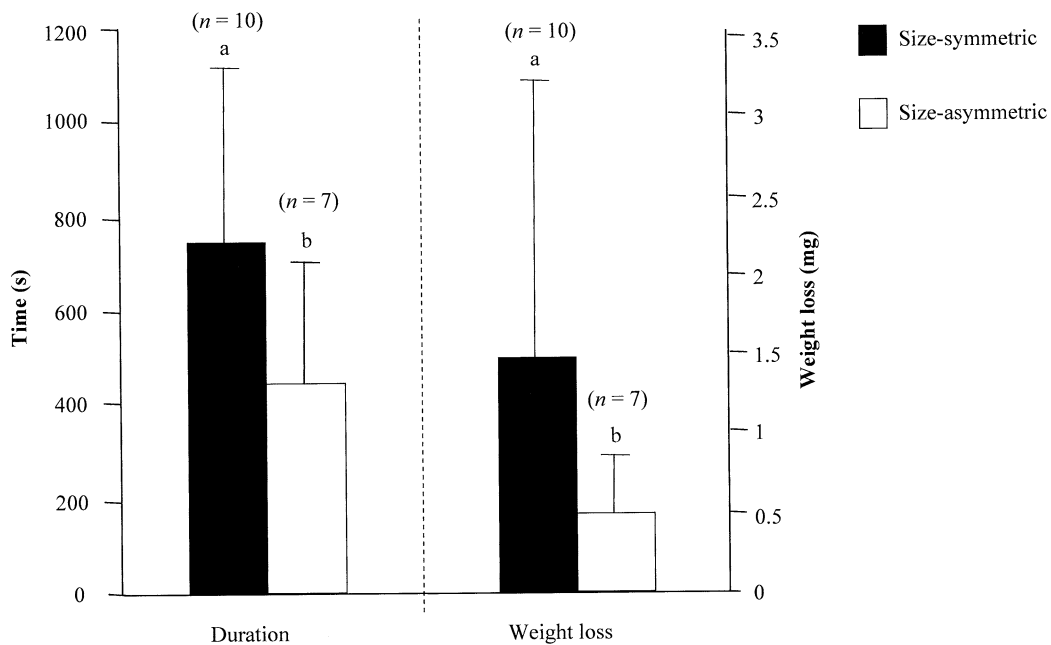 1200
1000
800
600
400
200
0
Time (s)
(n = 10)
a
(n = 7)
b
Duration
(n = 10)
a
(n = 7)
b
Weight loss
3.5
3
2.5
2
1.5
1
0.5
0
Weight loss (mg)
Size-symmetric
Size-asymmetric